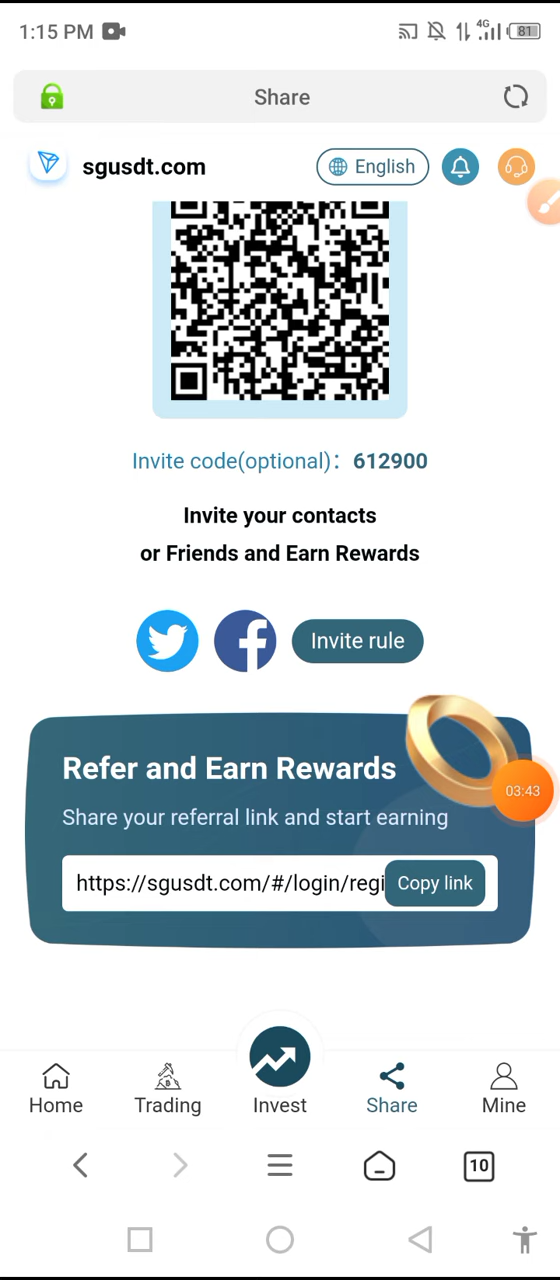 1:15 PM
4G
81
Share
sgusdt.com
English
Invite code(optional)： 612900
Invite your contacts
or Friends and Earn Rewards
Invite rule
Refer and Earn Rewards
03:43
Share your referral link and start earning
https://sgusdt.com/#/login/regi
Copy link
Home
Trading
Invest
Share
Mine
10